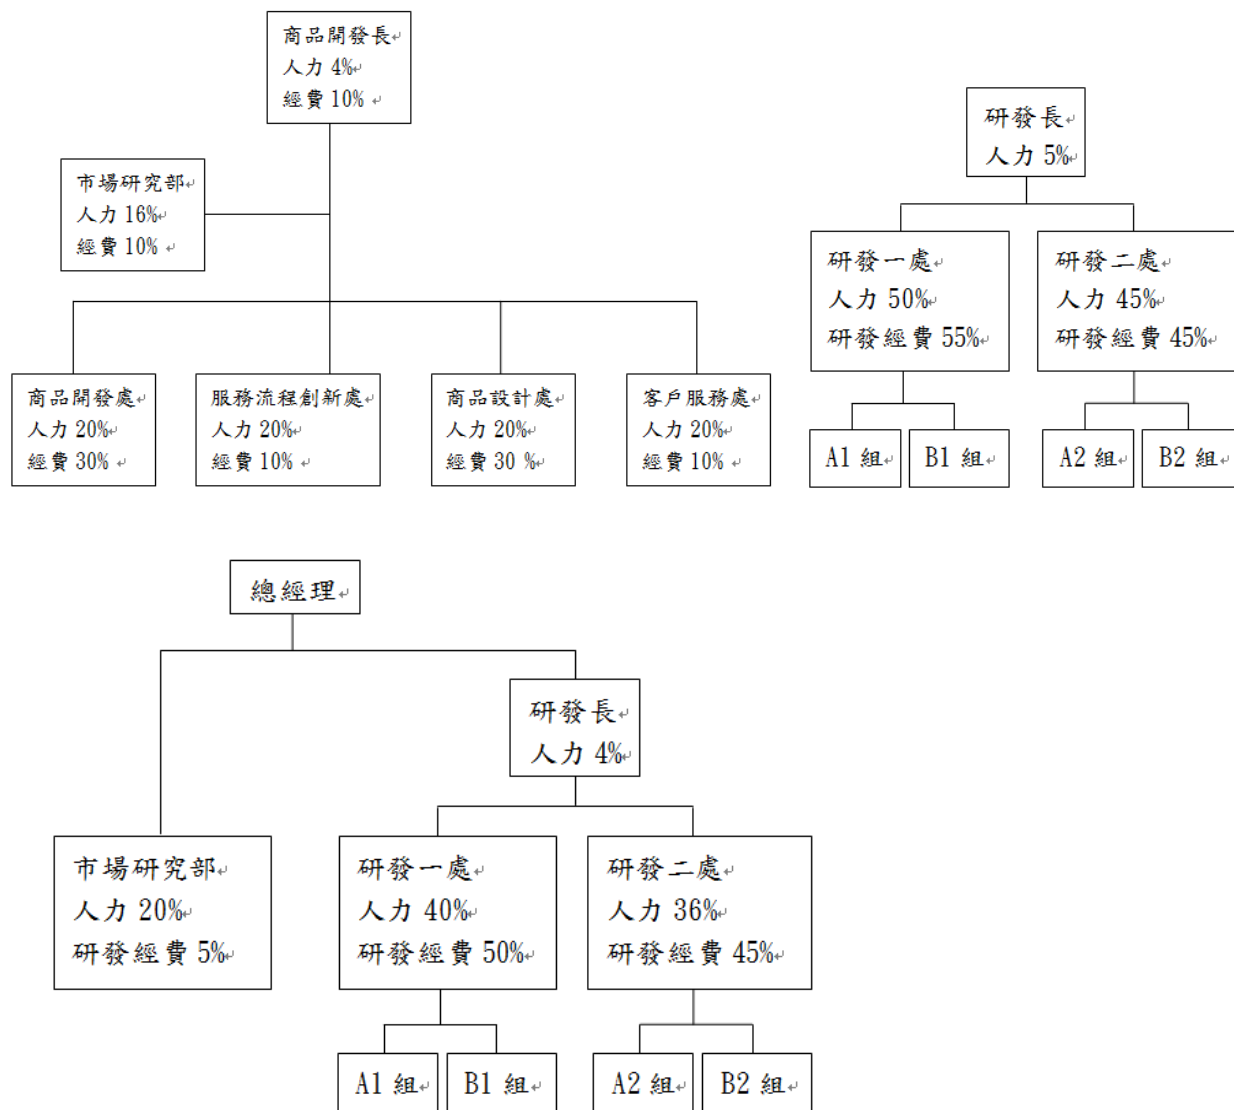 商品開發長
人力 4%
經費 10%
市場研究部
人力 16%
經費 10%
商品開發處
人力 20%
經費 30%
服務流程創新處
人力 20%
經費 10%
商品設計處
人力 20%
經費 30 %
客戶服務處
人力 20%
經費 10%
研發長
人力 5%
研發一處
人力 50%
研發經費 55%
研發二處
人力 45%
研發經費 45%
A1 組
B1 組
A2 組
B2 組
總經理
研發長
人力 4%
市場研究部
人力 20%
研發經費 5%
研發一處
人力 40%
研發經費 50%
研發二處
人力 36%
研發經費 45%
A1 組
B1 組
A2 組
B2 組